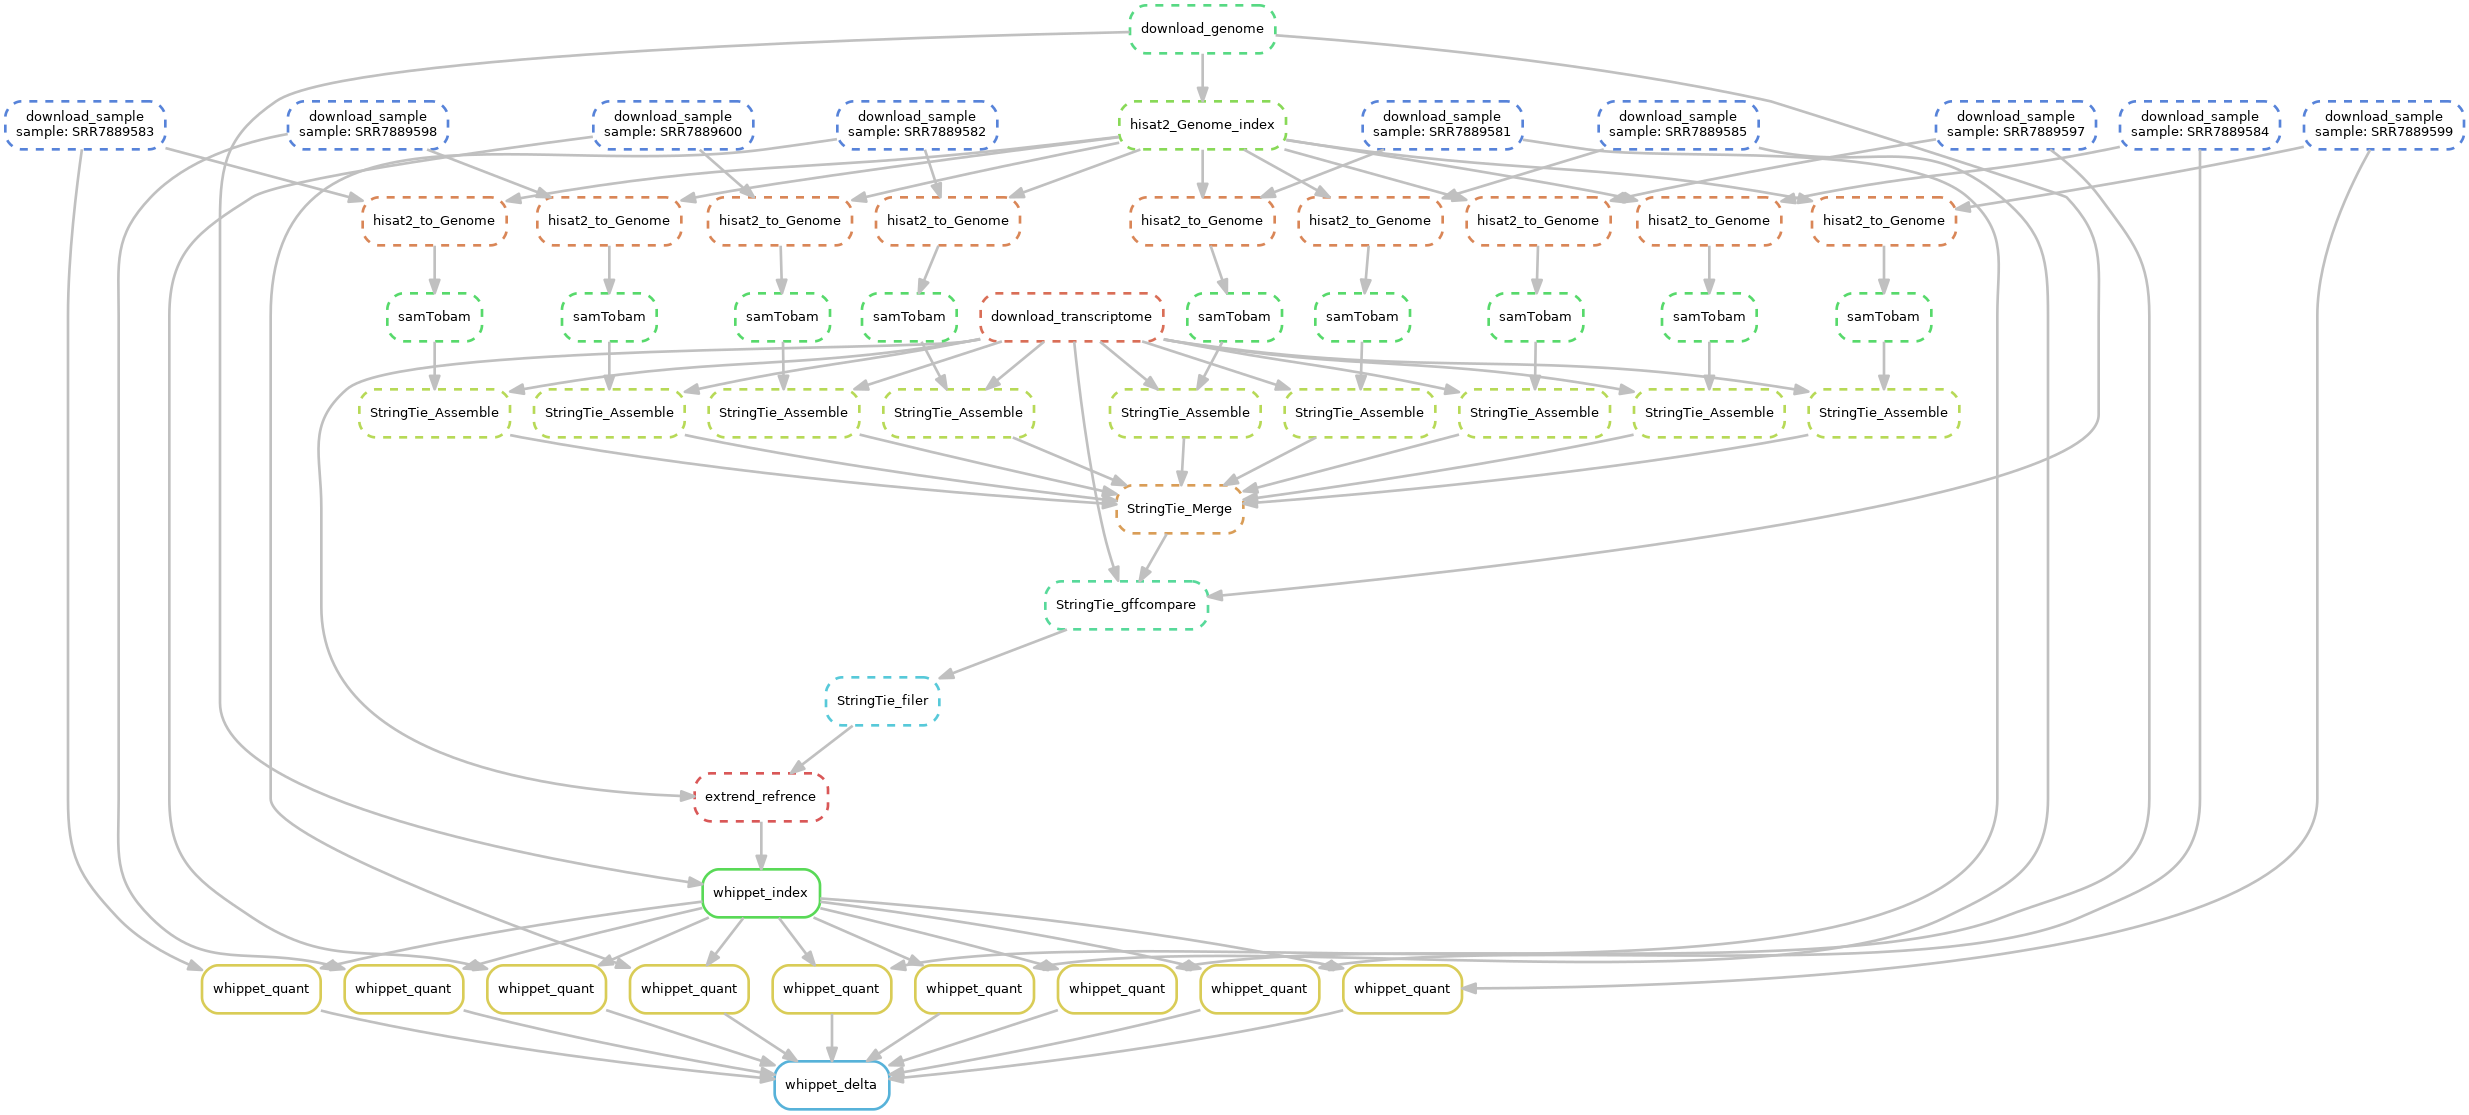 download_genome
download_sample
sample: SRR7889583
download_sample
sample: SRR7889598
download_sample
sample: SRR7889600
download_sample
sample: SRR7889582
hisat2_Genome_index
download_sample
sample: SRR7889581
download_sample
sample: SRR7889585
download_sample
sample: SRR7889597
download_sample
sample: SRR7889584
download_sample
sample: SRR7889599
hisat2_to_Genome
hisat2_to_Genome
hisat2_to_Genome
hisat2_to_Genome
hisat2_to_Genome
hisat2_to_Genome
hisat2_to_Genome
hisat2_to_Genome
hisat2_to_Genome
samTobam
samTobam
samTobam
samTobam
download_transcriptome
samTobam
samTobam
samTobam
samTobam
samTobam
StringTie_Assemble
StringTie_Assemble
StringTie_Assemble
StringTie_Assemble
StringTie_Assemble
StringTie_Assemble
StringTie_Assemble
StringTie_Assemble
StringTie_Assemble
StringTie_Merge
StringTie_gffcompare
StringTie_filer
extrend_refrence
whippet_index
whippet_quant
whippet_quant
whippet_quant
whippet_quant
whippet_quant
whippet_quant
whippet_quant
whippet_quant
whippet_quant
whippet_delta